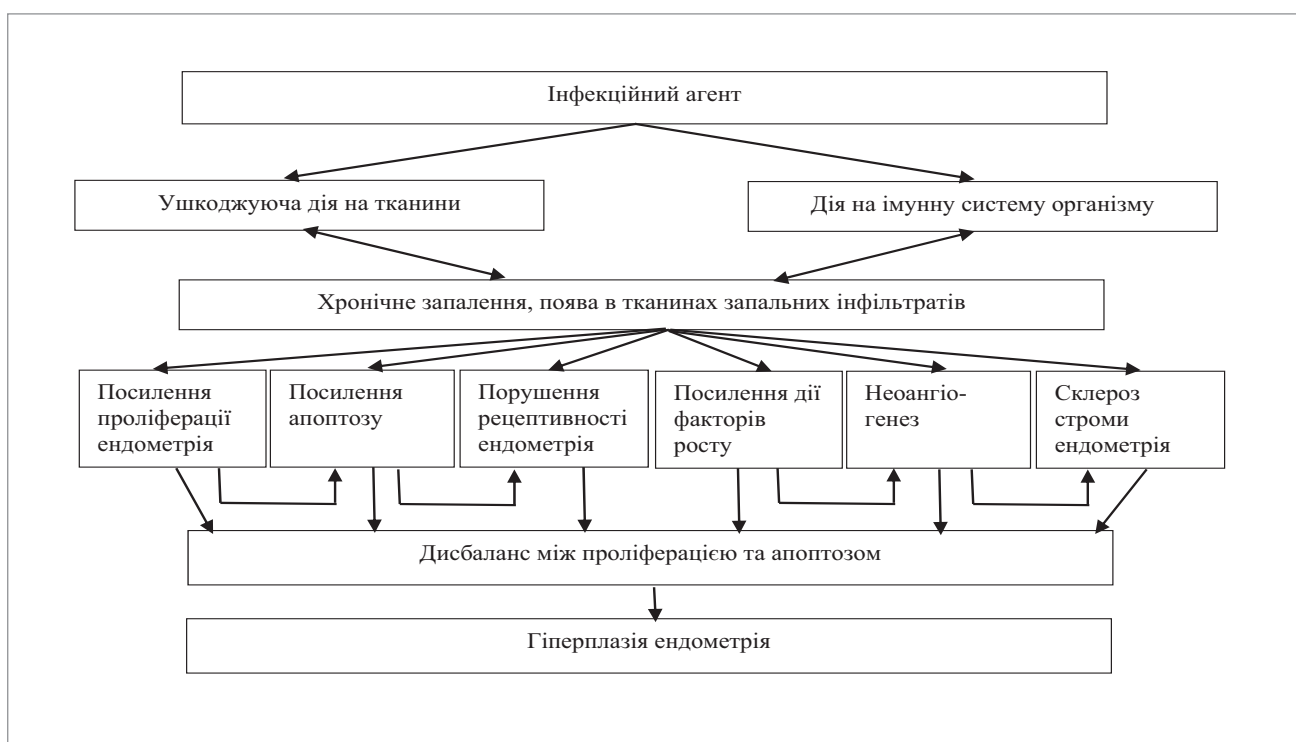 Інфекційний агент
Ушкоджуюча дія на тканини
Дія на імунну систему організму
Хронічне запалення, поява в тканинах запальних інфільтратів
Посилення
проліферації
ендометрія
Посилення
апоптозу
Порушення
рецептивності
ендометрія
Посилення дії
факторів
росту
Неоангіо-
генез
Склероз
строми
ендометрія
Дисбаланс між проліферацією та апоптозом
Гіперплазія ендометрія